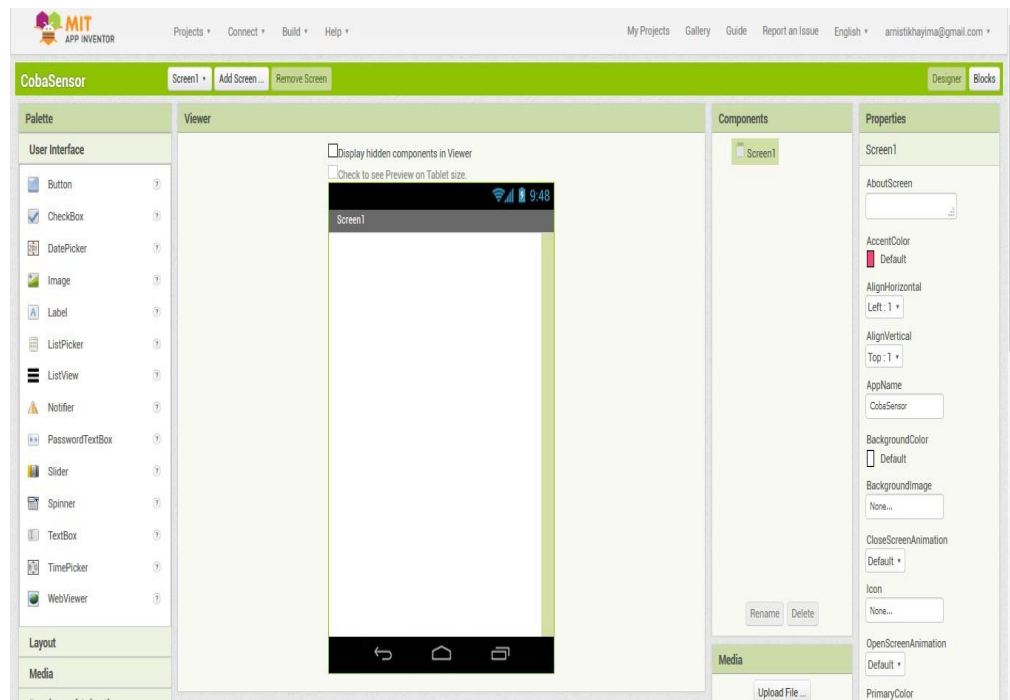 MIT
APP INVENTOR
Projects Connect Build Help
My Projects Gallery Guide Report an Issue English arnistikhayima@gmail.com
CobaSensor
Screen1 Add Screen ... Remove Screen
Designer Blocks
Palette
User Interface
Button
CheckBox
DatePicker
Image
Label
ListPicker
ListView
Notifier
PasswordTextBox
Slider
Spinner
TextBox
TimePicker
WebViewer
Layout
Media
Viewer
Display hidden components in Viewer
Check to see Preview on Tablet size.
9:48
Screen1
Components
Screen1
Rename Delete
Media
Upload File ...
Properties
Screen1
AboutScreen
AccentColor
Default
AlignHorizontal
Left : 1
AlignVertical
Top : 1
AppName
CobaSensor
BackgroundColor
Default
BackgroundImage
None...
CloseScreenAnimation
Default
Icon
None...
OpenScreenAnimation
Default
PrimaryColor